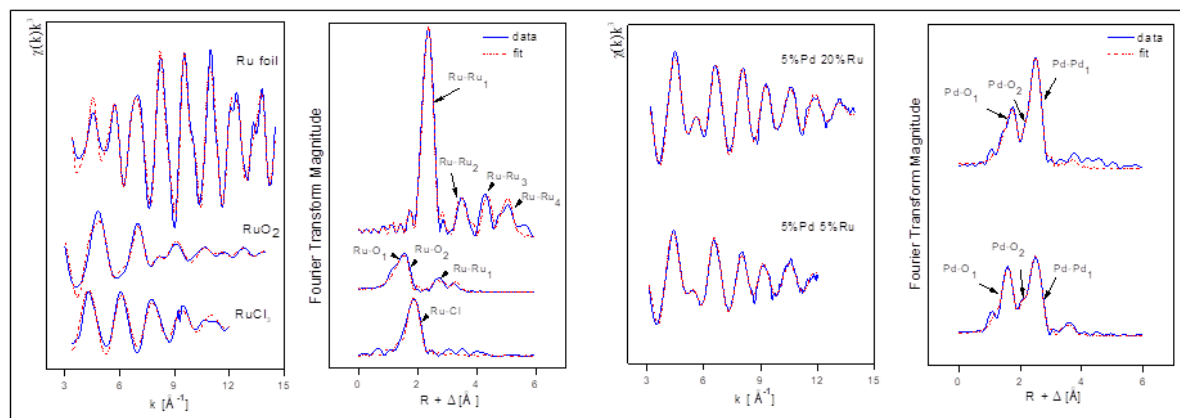 χ(k)k³
Ru foil
RuO₂
RuCl₃
3 6 9 12 15
k [Å⁻¹]
Fourier Transform Magnitude
data
fit
Ru-Ru₁
Ru-Ru₂
Ru-Ru₃
Ru-Ru₄
Ru-O₁
Ru-O₂
Ru-Ru₁
Ru-Cl
0 2 4 6
R + Δ [Å]
χ(k)k³
5%Pd 20%Ru
5%Pd 5%Ru
3 6 9 12 15
k [Å⁻¹]
Fourier Transform Magnitude
data
fit
Pd-O₁
Pd-O₂
Pd-Pd₁
Pd-O₁
Pd-O₂
Pd-Pd₁
0 2 4 6
R + Δ [Å]